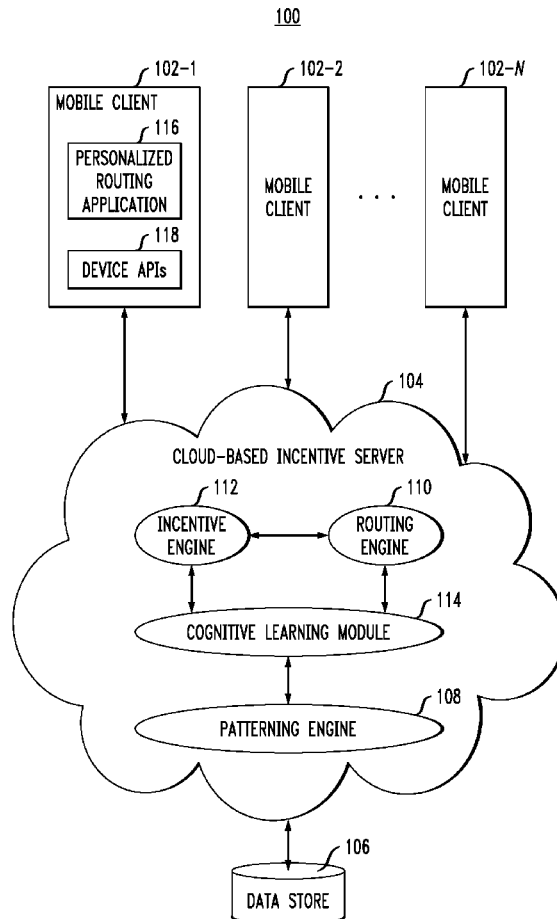 100
102-1
102-2
102-N
MOBILE CLIENT
116
PERSONALIZED
ROUTING
APPLICATION
118
DEVICE APIs
MOBILE
CLIENT
. . .
MOBILE
CLIENT
104
CLOUD-BASED INCENTIVE SERVER
112
110
INCENTIVE
ENGINE
ROUTING
ENGINE
114
COGNITIVE LEARNING MODULE
108
PATTERNING ENGINE
106
DATA STORE